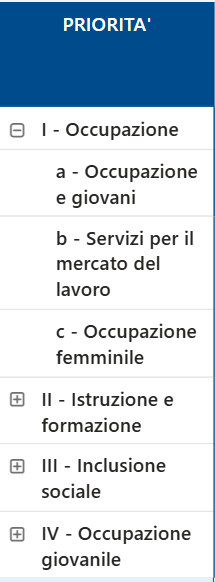 PRIORITA'
I - Occupazione
a - Occupazione
e giovani
b - Servizi per il
mercato del
lavoro
c - Occupazione
femminile
II - Istruzione e
formazione
III - Inclusione
sociale
IV - Occupazione
giovanile